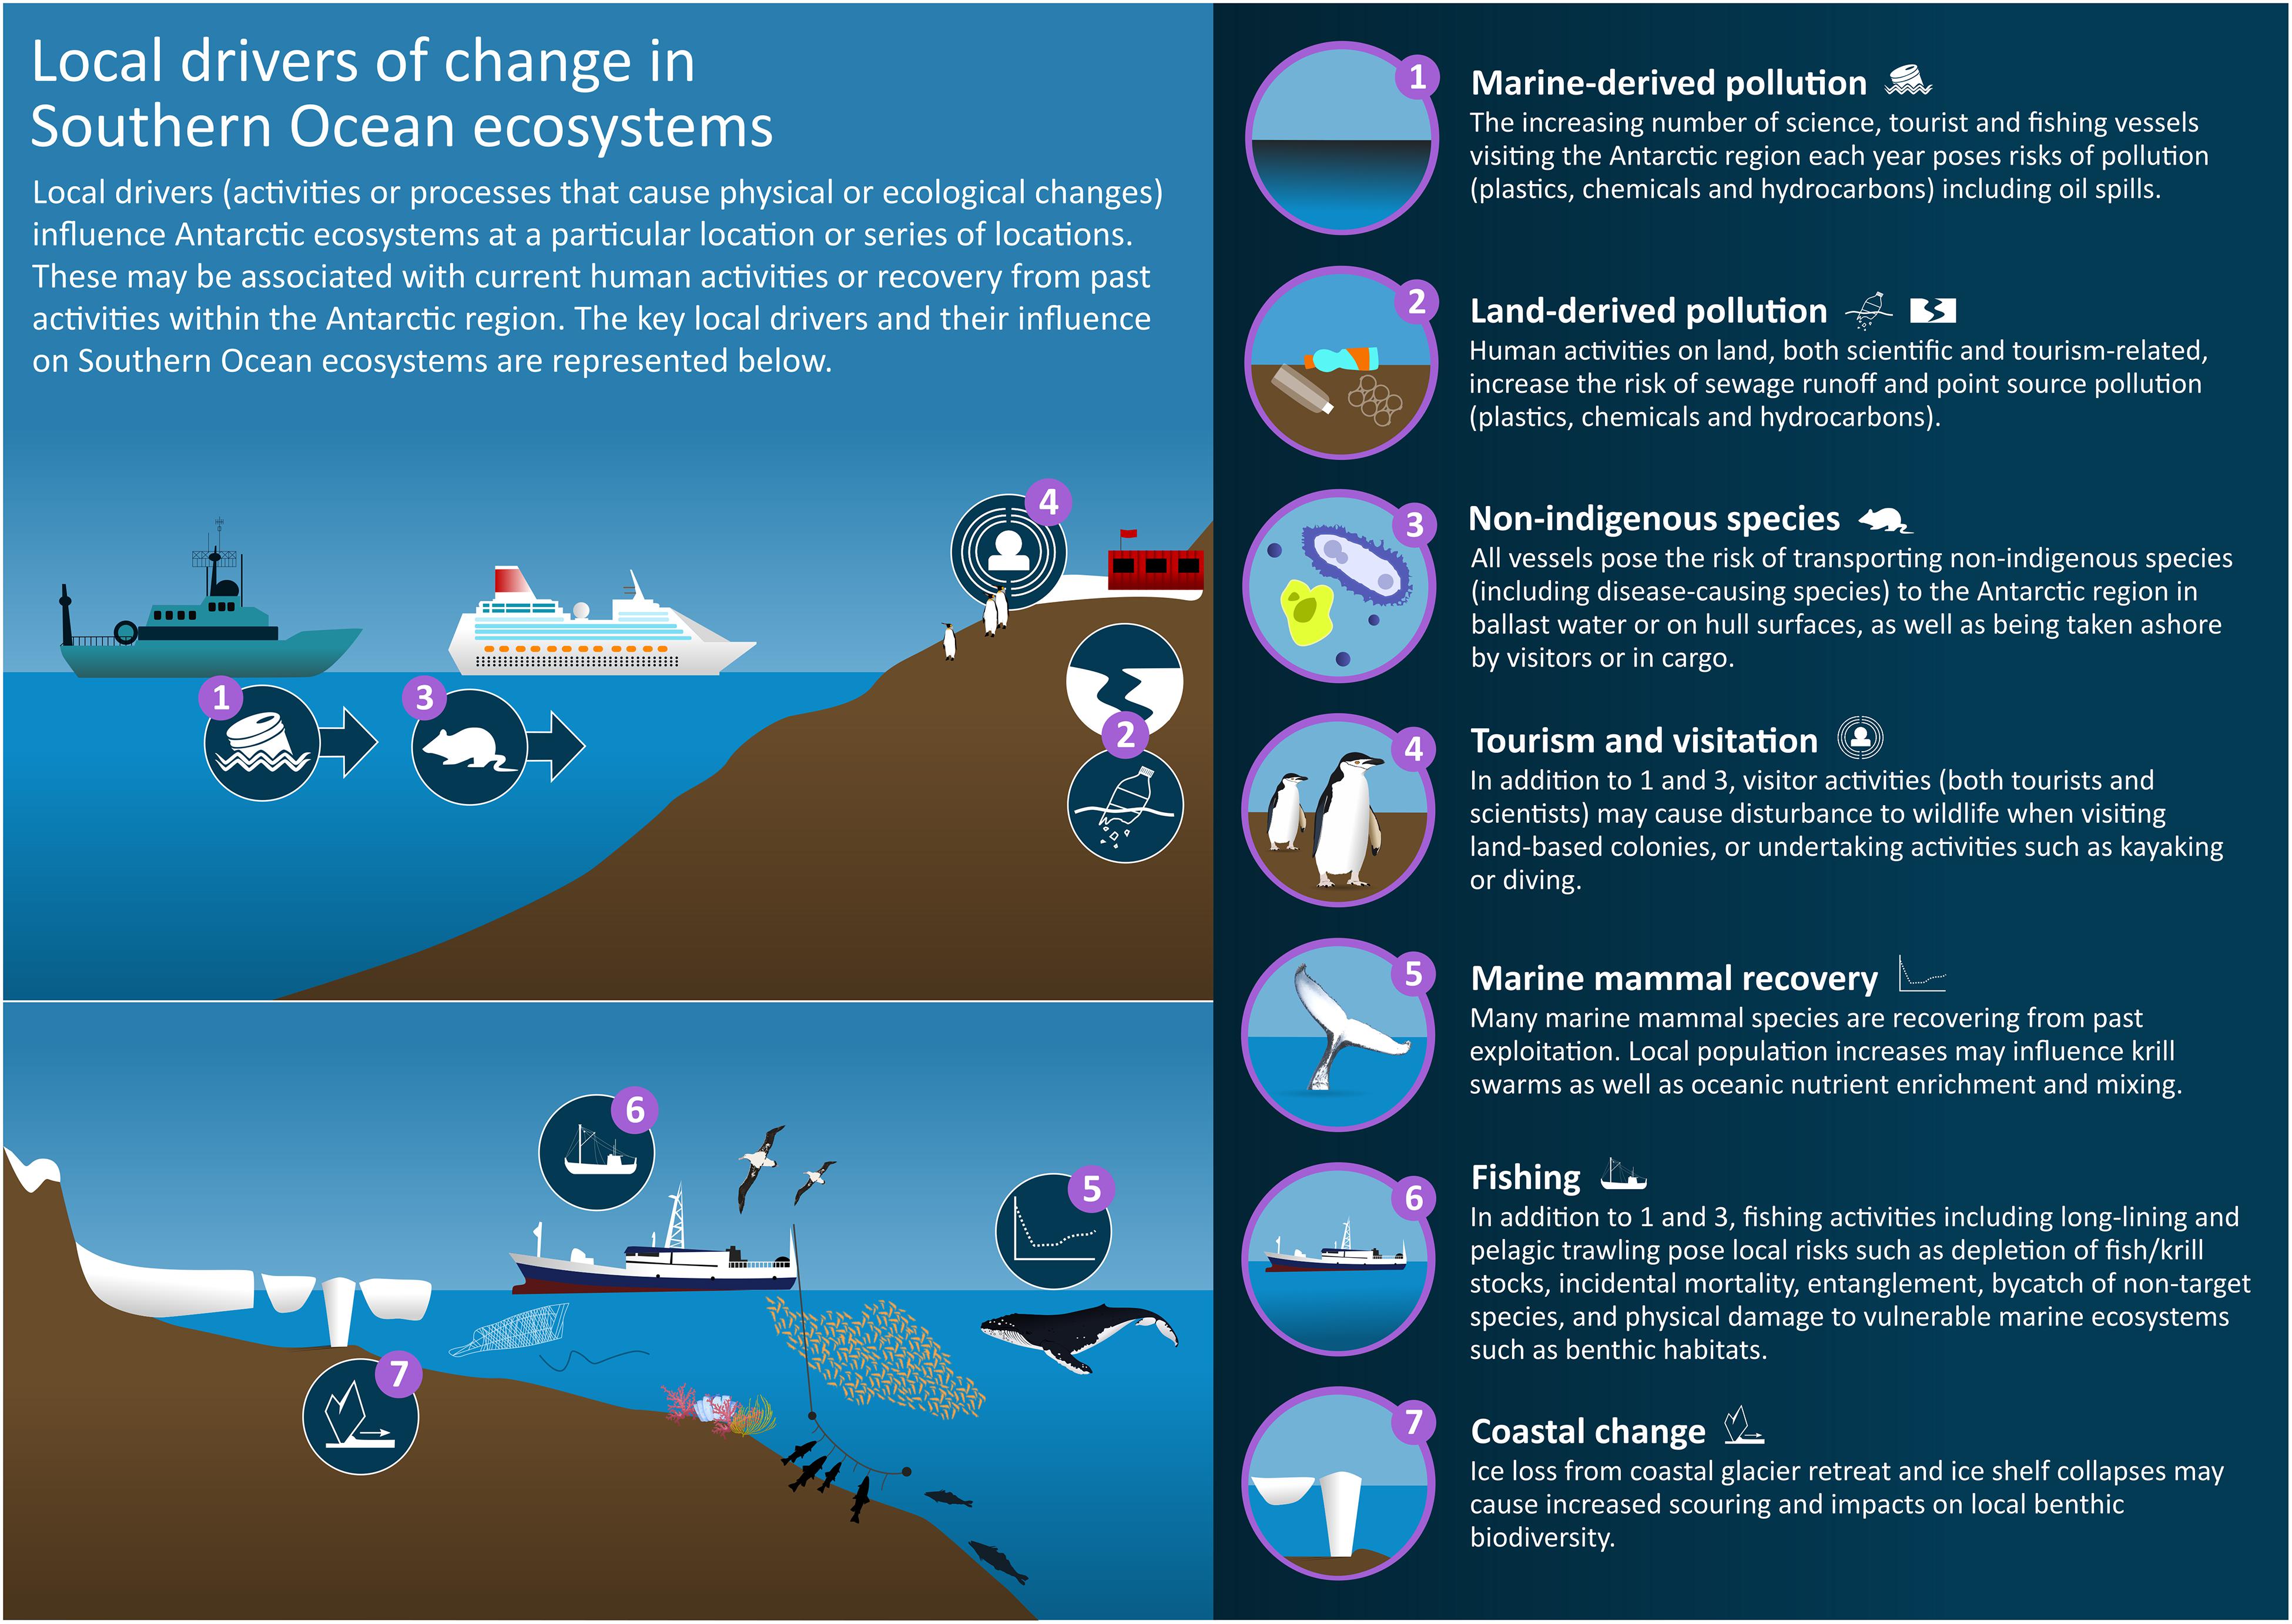 Local drivers of change in
Southern Ocean ecosystems
Local drivers (activities or processes that cause physical or ecological changes)
influence Antarctic ecosystems at a particular location or series of locations.
These may be associated with current human activities or recovery from past
activities within the Antarctic region. The key local drivers and their influence
on Southern Ocean ecosystems are represented below.
4
1
3
2
6
5
7
1
Marine-derived pollution
The increasing number of science, tourist and fishing vessels
visiting the Antarctic region each year poses risks of pollution
(plastics, chemicals and hydrocarbons) including oil spills.
2
Land-derived pollution
Human activities on land, both scientific and tourism-related,
increase the risk of sewage runoff and point source pollution
(plastics, chemicals and hydrocarbons).
3
Non-indigenous species
All vessels pose the risk of transporting non-indigenous species
(including disease-causing species) to the Antarctic region in
ballast water or on hull surfaces, as well as being taken ashore
by visitors or in cargo.
4
Tourism and visitation
In addition to 1 and 3, visitor activities (both tourists and
scientists) may cause disturbance to wildlife when visiting
land-based colonies, or undertaking activities such as kayaking
or diving.
5
Marine mammal recovery
Many marine mammal species are recovering from past
exploitation. Local population increases may influence krill
swarms as well as oceanic nutrient enrichment and mixing.
6
Fishing
In addition to 1 and 3, fishing activities including long-lining and
pelagic trawling pose local risks such as depletion of fish/krill
stocks, incidental mortality, entanglement, bycatch of non-target
species, and physical damage to vulnerable marine ecosystems
such as benthic habitats.
7
Coastal change
Ice loss from coastal glacier retreat and ice shelf collapses may
cause increased scouring and impacts on local benthic
biodiversity.